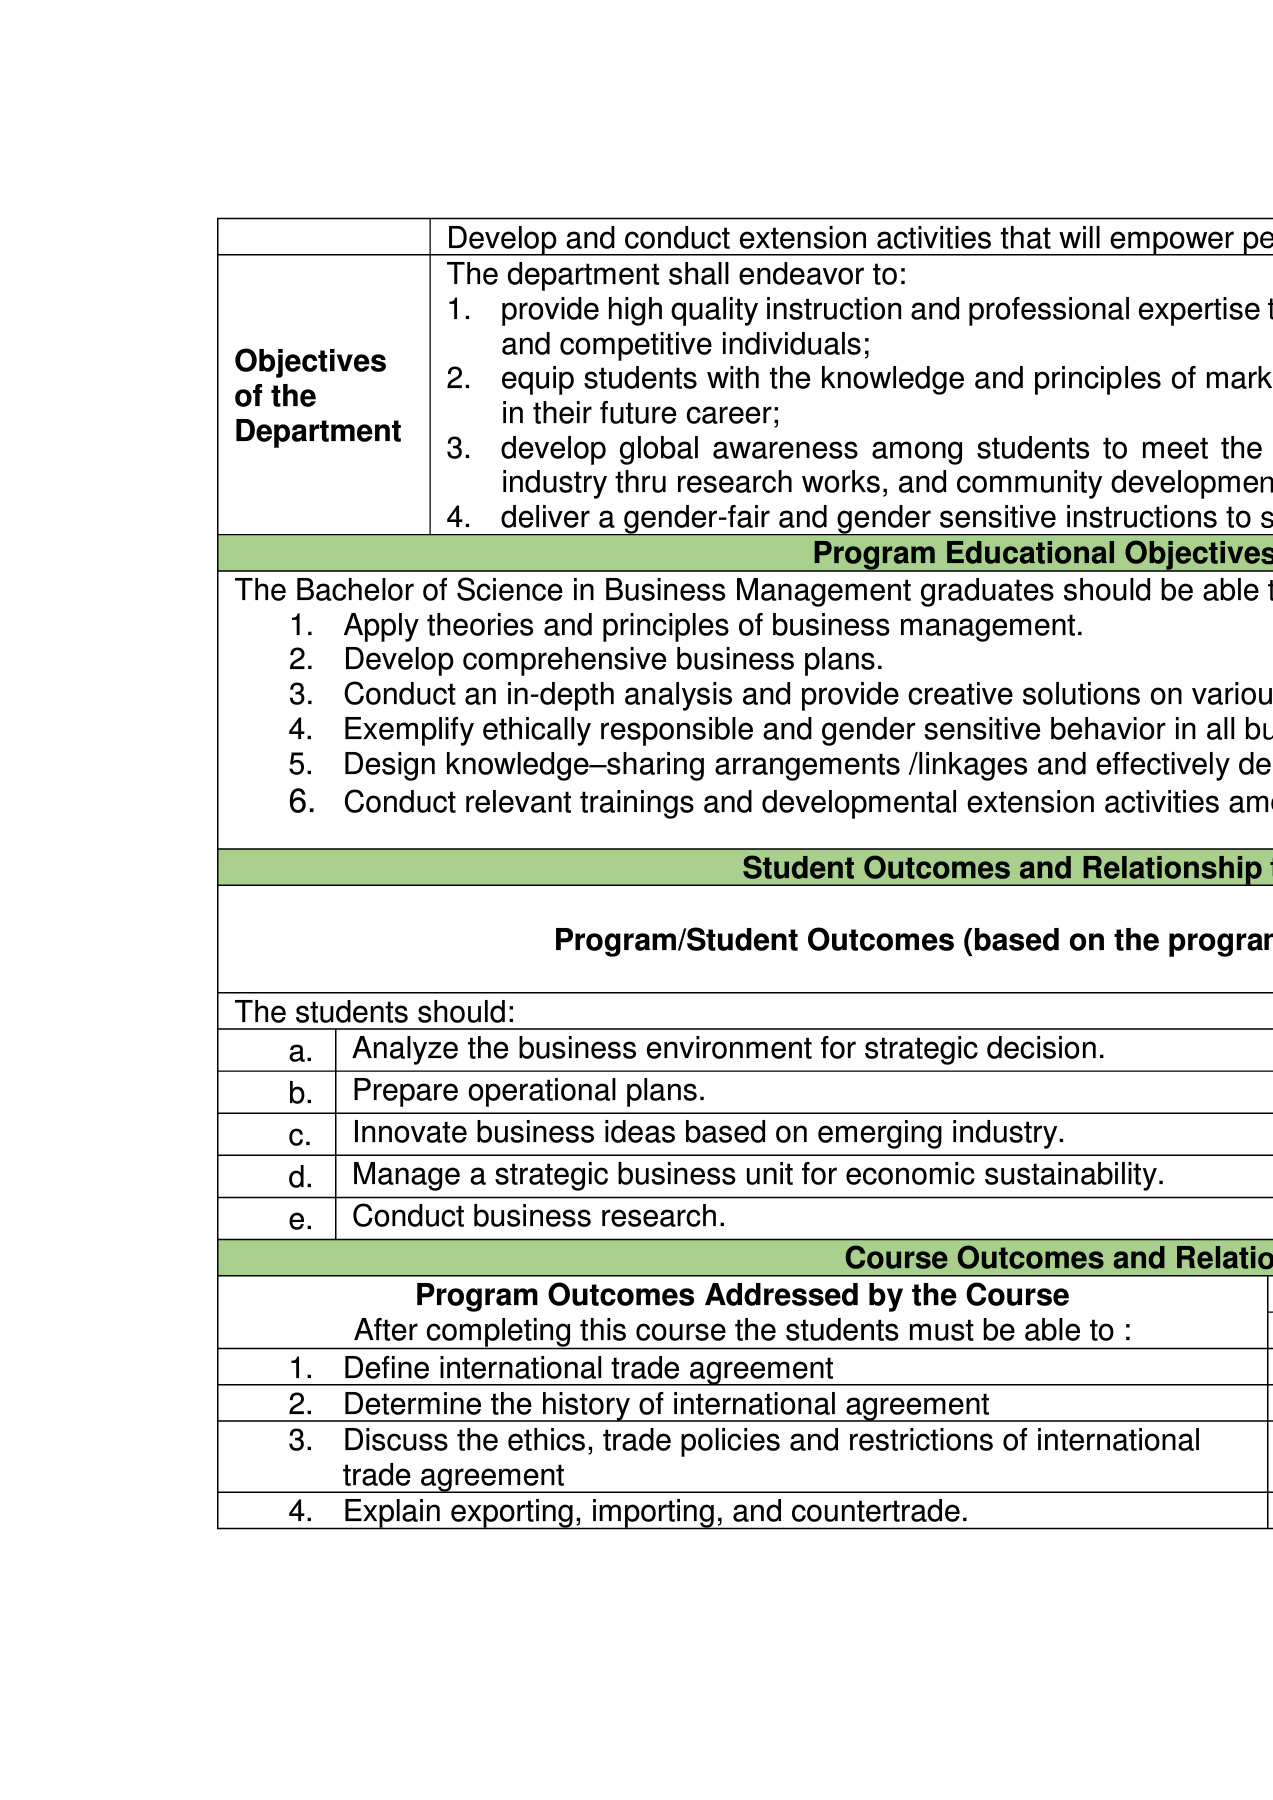 Develop and conduct extension activities that will empower
Objectives
of the
Department
The department shall endeavor to:
1. provide high quality instruction and professional expertise
and competitive individuals;
2. equip students with the knowledge and principles of
in their future career;
3. develop global awareness among students to meet the
industry thru research works, and community
4. deliver a gender-fair and gender sensitive instructions to
Program Educational Objectives
The Bachelor of Science in Business Management graduates should be able
1. Apply theories and principles of business management.
2. Develop comprehensive business plans.
3. Conduct an in-depth analysis and provide creative solutions on
4. Exemplify ethically responsible and gender sensitive behavior in all
5. Design knowledge–sharing arrangements /linkages and effectively
6. Conduct relevant trainings and developmental extension activities
Student Outcomes and Relationship
Program/Student Outcomes (based on the
The students should:
a. Analyze the business environment for strategic decision.
b. Prepare operational plans.
c. Innovate business ideas based on emerging industry.
d. Manage a strategic business unit for economic sustainability.
e. Conduct business research.
Course Outcomes and
Program Outcomes Addressed by the Course
After completing this course the students must be able to :
1. Define international trade agreement
2. Determine the history of international agreement
3. Discuss the ethics, trade policies and restrictions of international
trade agreement
4. Explain exporting, importing, and countertrade.